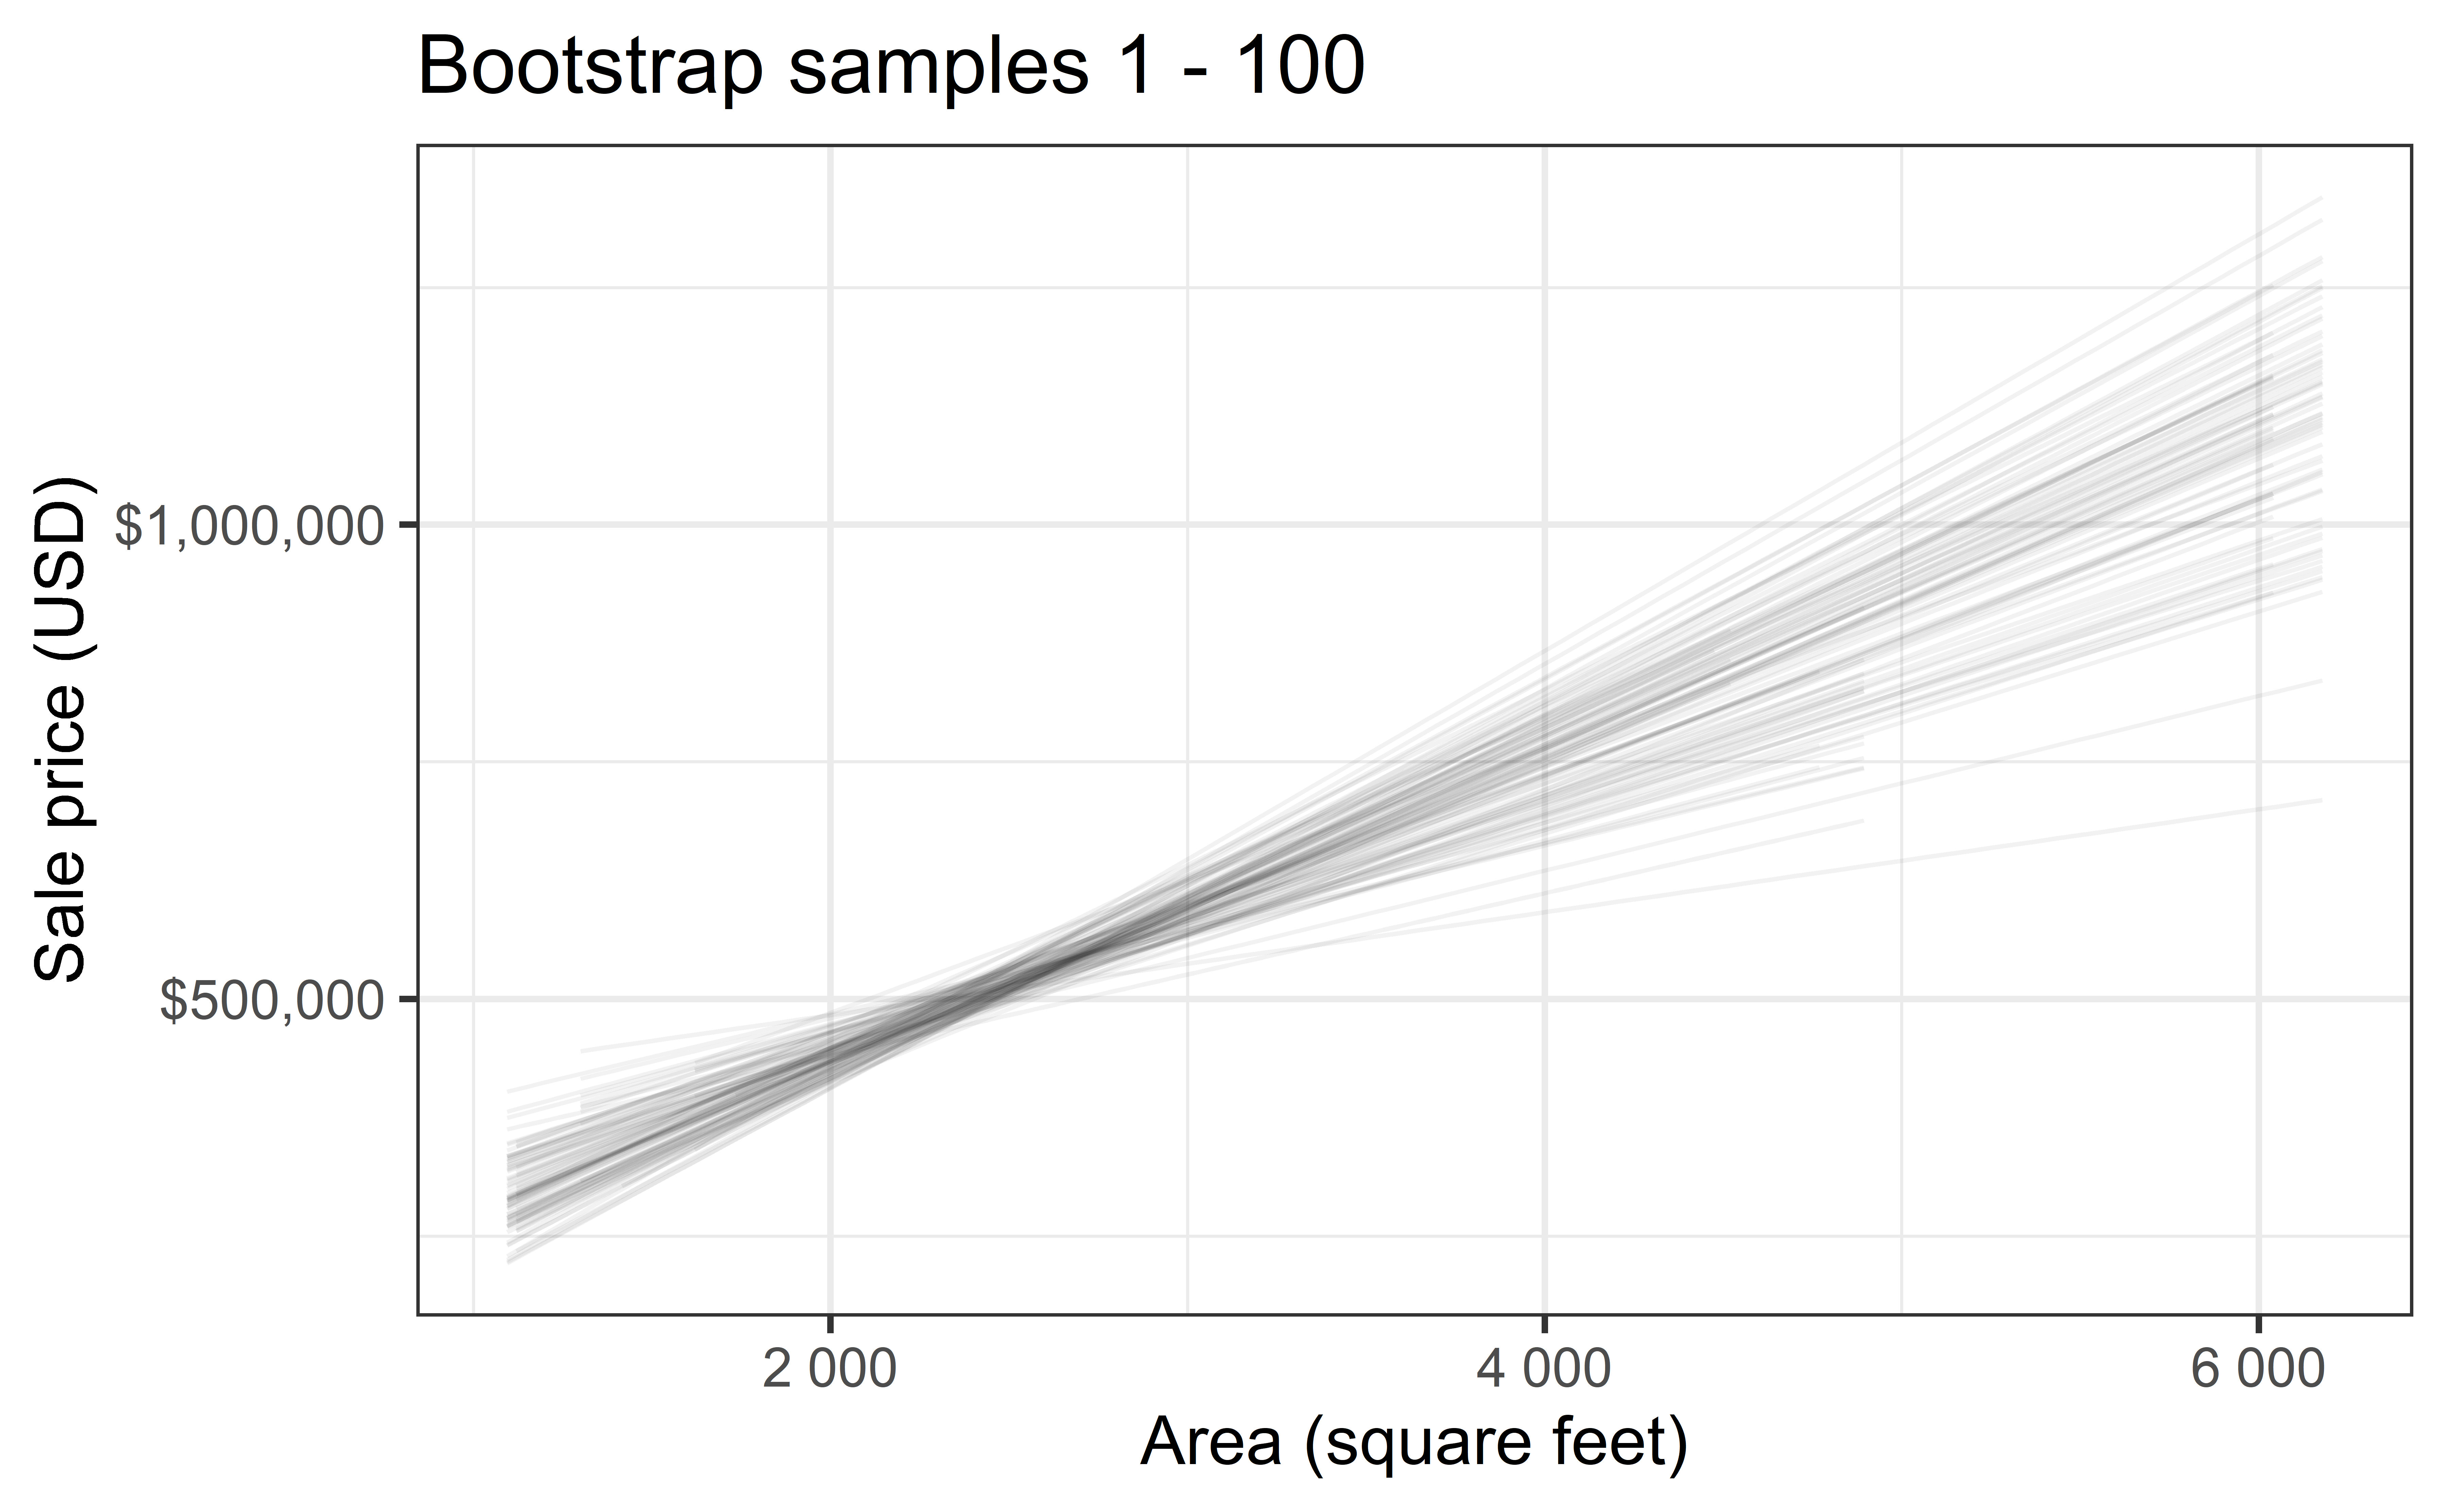 Bootstrap samples 1 - 100
Sale price (USD)
$1,000,000
$500,000
2 000
4 000
6 000
Area (square feet)